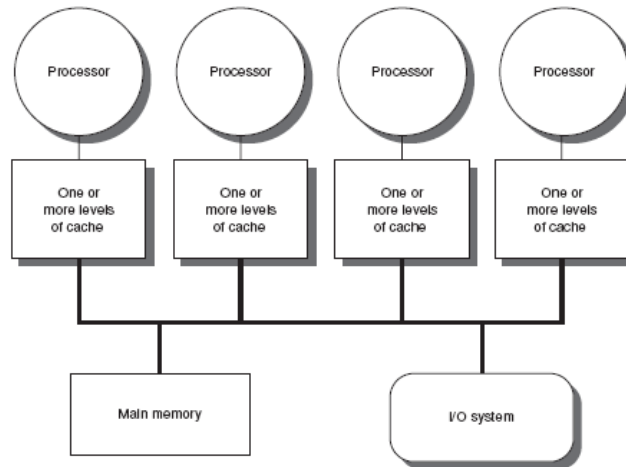 Processor
Processor
Processor
Processor
One or
more levels
of cache
One or
more levels
of cache
One or
more levels
of cache
One or
more levels
of cache
Main memory
I/O system